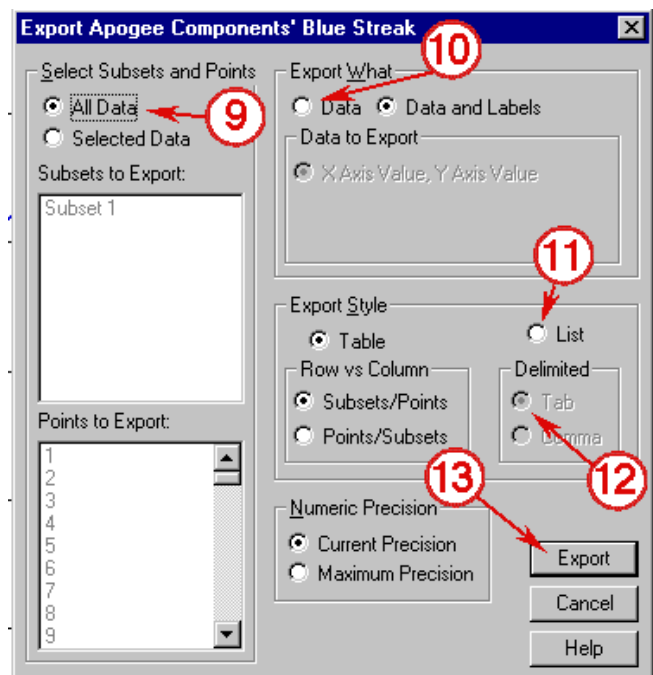 Export Apogee Components' Blue Streak
10
Select Subsets and Points
All Data
9
Selected Data
Subsets to Export:
Subset 1
Points to Export:
1
2
3
4
5
6
7
8
9
Export What
Data Data and Labels
Data to Export
X Axis Value, Y Axis Value
11
Export Style
Table List
Row vs Column
Subsets/Points
Points/Subsets
Delimited
Tab
Comma
12
13
Numeric Precision
Current Precision
Maximum Precision
Export
Cancel
Help